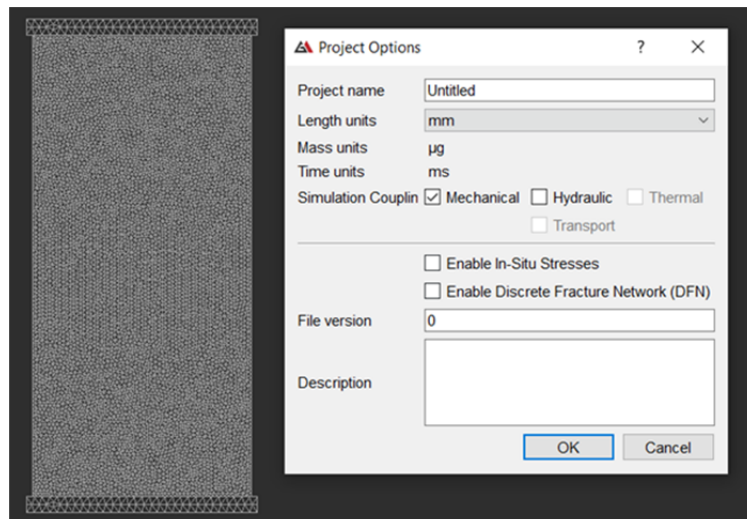 Project Options
?
Project name Untitled
Length units mm
Mass units µg
Time units ms
Simulation Couplin Mechanical Hydraulic Thermal
Transport
Enable In-Situ Stresses
Enable Discrete Fracture Network (DFN)
File version 0
Description
OK Cancel